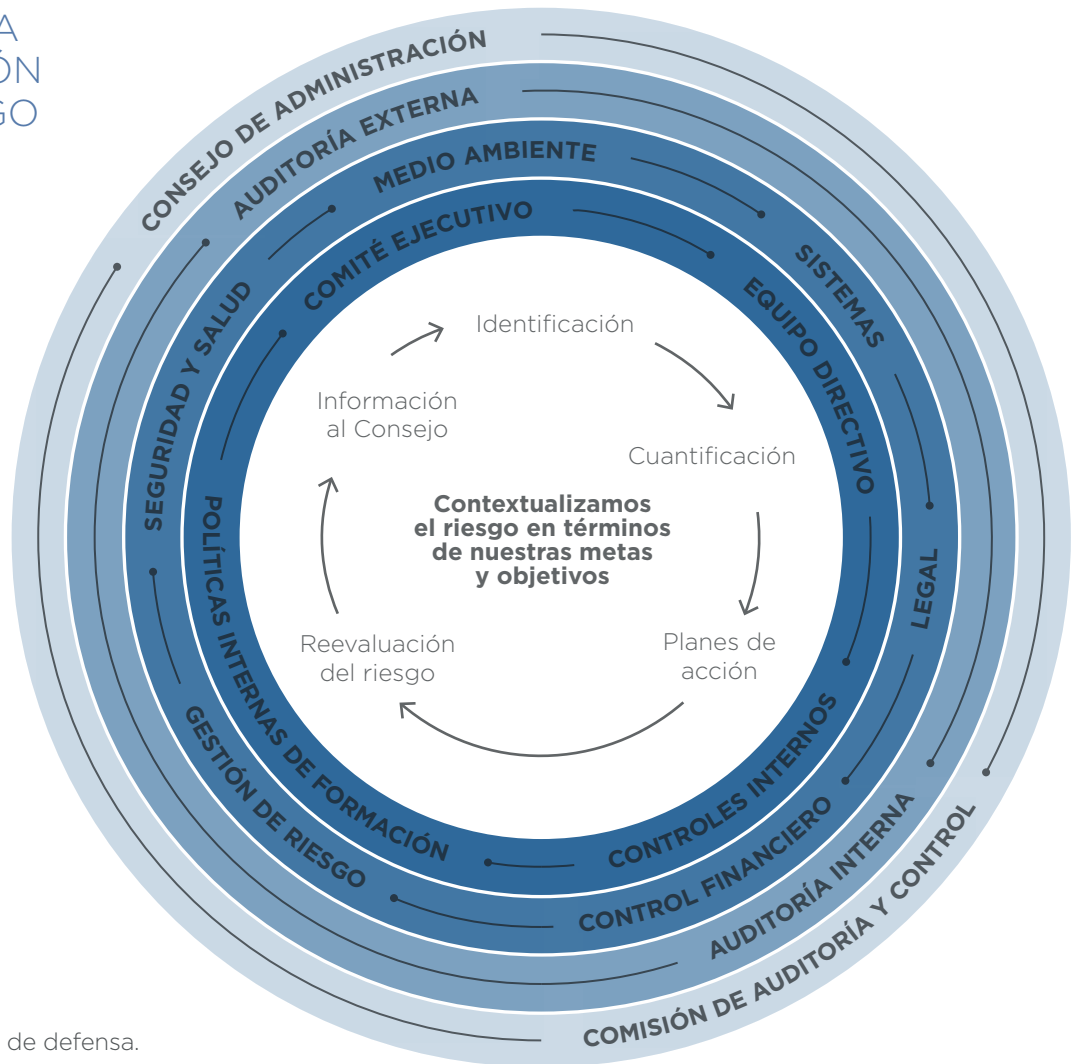 A
ÓN
GO
CONSEJO DE ADMINISTRACIÓN
AUDITORÍA EXTERNA
MEDIO AMBIENTE
COMITÉ EJECUTIVO
SISTEMAS
EQUIPO DIRECTIVO
SEGURIDAD Y SALUD
Identificación
Información
al Consejo
Cuantificación
Contextualizamos
el riesgo en términos
de nuestras metas
y objetivos
Reevaluación
del riesgo
Planes de
acción
LEGAL
POLÍTICAS INTERNAS DE FORMACIÓN
GESTIÓN DE RIESGO
CONTROLES INTERNOS
CONTROL FINANCIERO
AUDITORÍA INTERNA
COMISIÓN DE AUDITORÍA Y CONTROL
de defensa.